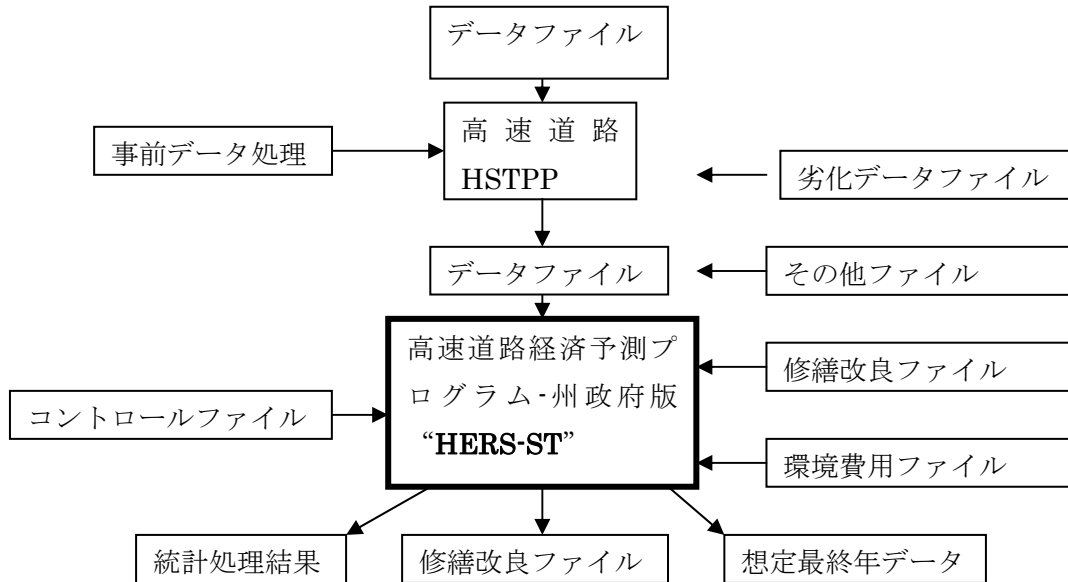 データファイル
高速道路
HSTPP
事前データ処理
劣化データファイル
データファイル
その他ファイル
高速道路経済予測プ
ログラム-州政府版
“HERS-ST”
修繕改良ファイル
コントロールファイル
環境費用ファイル
統計処理結果
修繕改良ファイル
想定最終年データ